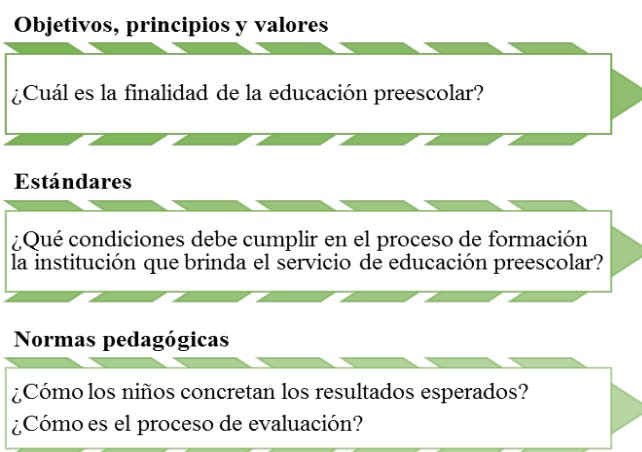 Objetivos, principios y valores
¿Cuál es la finalidad de la educación preescolar?
Estándares
¿Qué condiciones debe cumplir en el proceso de formación
la institución que brinda el servicio de educación preescolar?
Normas pedagógicas
¿Cómo los niños concretan los resultados esperados?
¿Cómo es el proceso de evaluación?